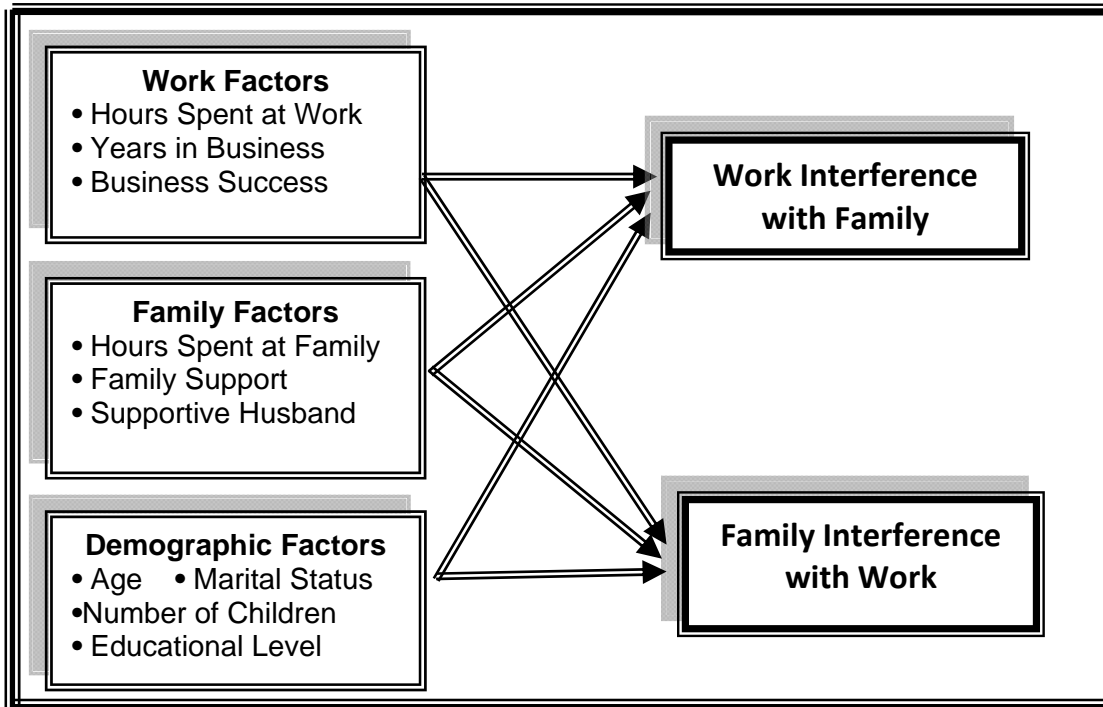 Work Factors
• Hours Spent at Work
• Years in Business
• Business Success
Work Interference
with Family
Family Factors
• Hours Spent at Family
• Family Support
• Supportive Husband
Demographic Factors
• Age • Marital Status
•Number of Children
• Educational Level
Family Interference
with Work